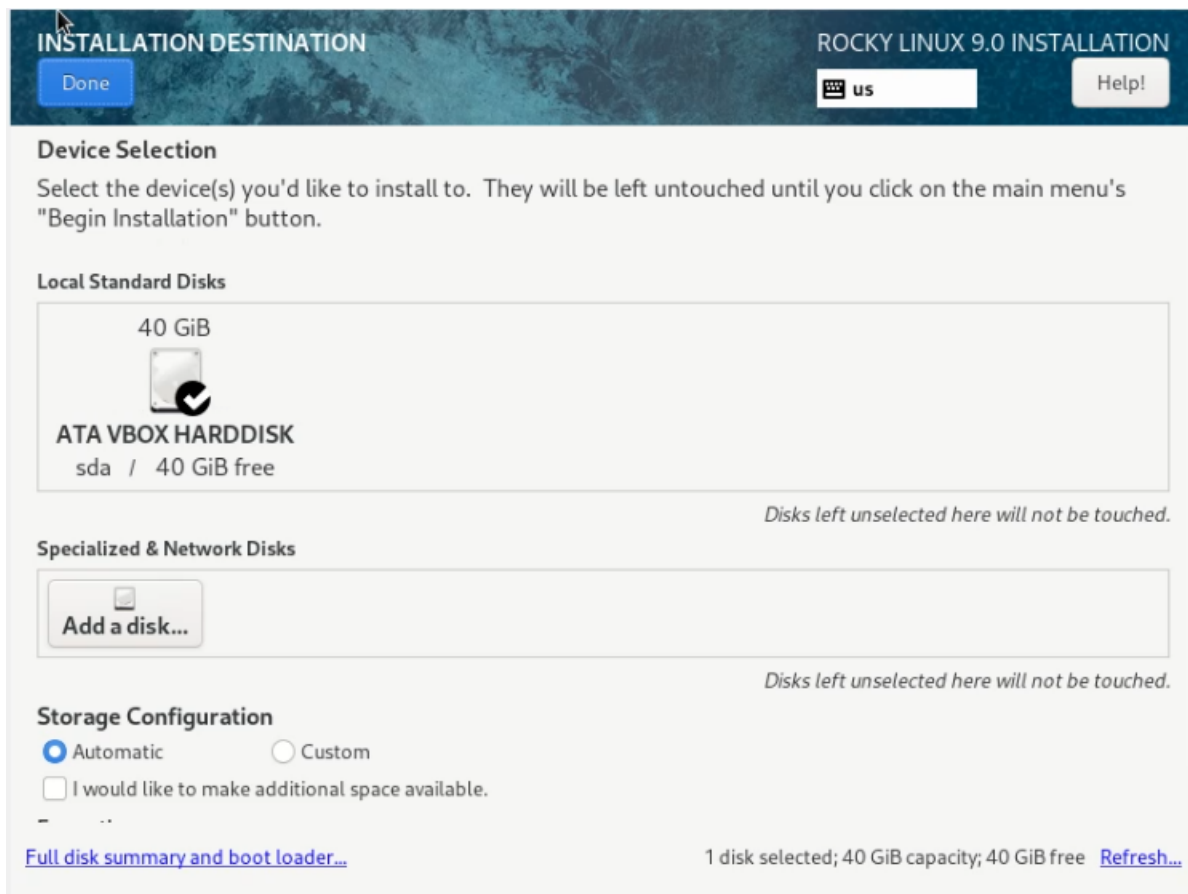 INSTALLATION DESTINATION
ROCKY LINUX 9.0 INSTALLATION
Done
us
Help!
Device Selection
Select the device(s) you'd like to install to. They will be left untouched until you click on the main menu's
"Begin Installation" button.
Local Standard Disks
40 GiB
ATA VBOX HARDDISK
sda / 40 GiB free
Disks left unselected here will not be touched.
Specialized & Network Disks
Add a disk...
Disks left unselected here will not be touched.
Storage Configuration
Automatic
Custom
I would like to make additional space available.
Full disk summary and boot loader...
1 disk selected; 40 GiB capacity; 40 GiB free
Refresh...